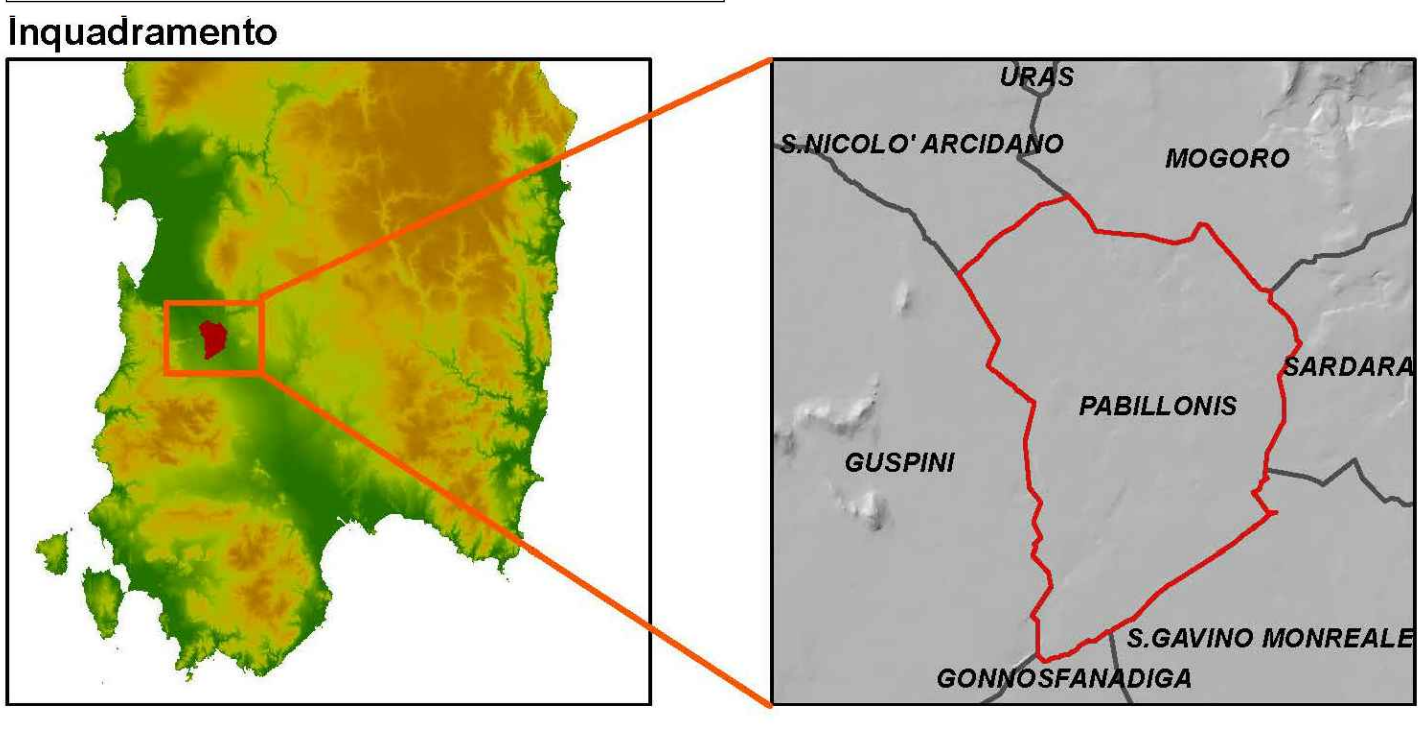 Inquadramento
URAS
S.NICOLO' ARCIDANO
MOGORO
SARDARA
PABILLONIS
GUSPINI
S.GAVINO MONREALE
GONNOSFANADIGA